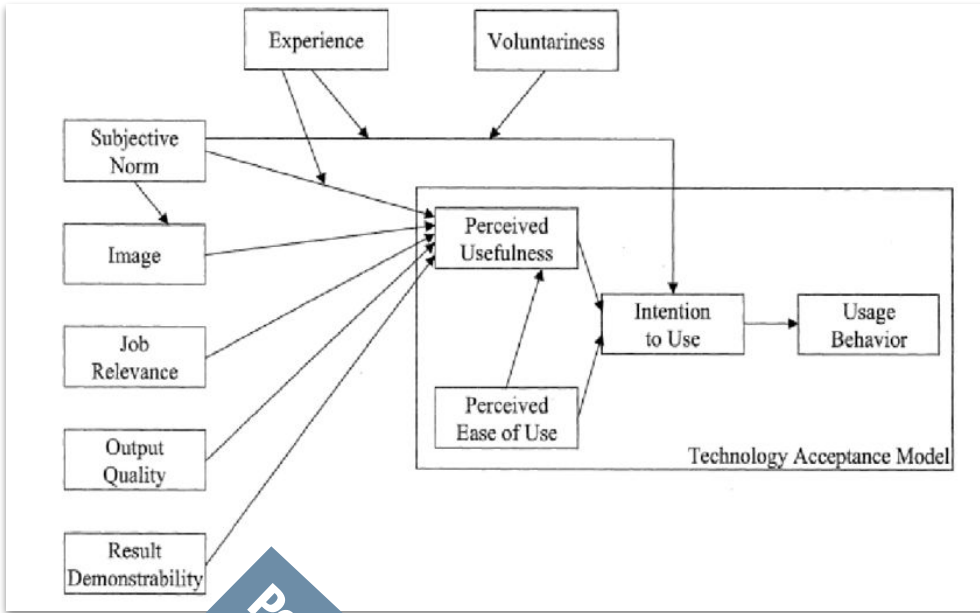 Experience
Voluntariness
Subjective
Norm
Image
Job
Relevance
Output
Quality
Result
Demonstrability
Perceived
Usefulness
Perceived
Ease of Use
Intention
to Use
Usage
Behavior
Technology Acceptance Model